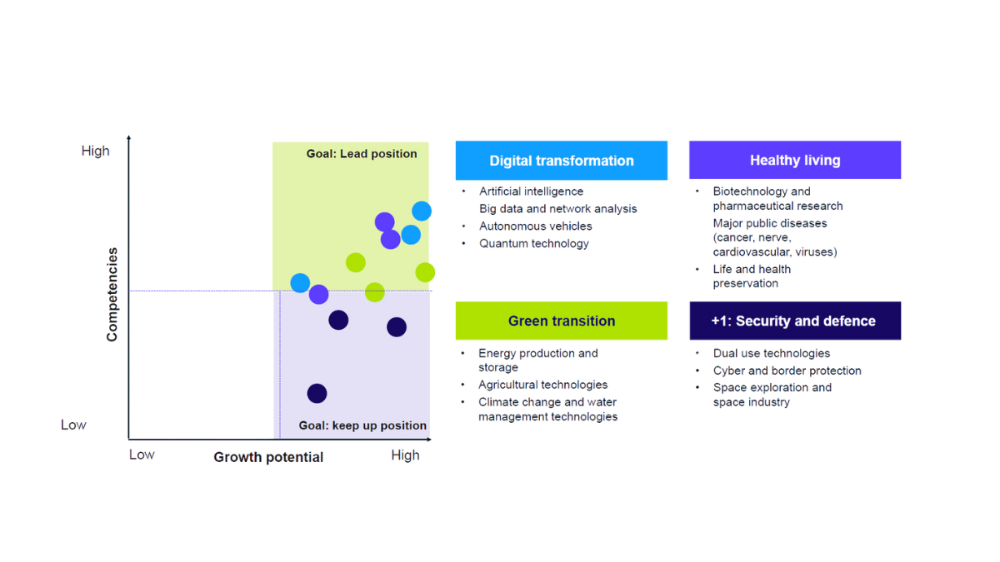 High
Goal: Lead position
Competencies
Low
Goal: keep up position
Low
Growth potential
High
Digital transformation
• Artificial intelligence
Big data and network analysis
• Autonomous vehicles
• Quantum technology
Healthy living
• Biotechnology and
pharmaceutical research
Major public diseases
(cancer, nerve,
cardiovascular, viruses)
• Life and health
preservation
Green transition
• Energy production and
storage
• Agricultural technologies
• Climate change and water
management technologies
+1: Security and defence
• Dual use technologies
• Cyber and border protection
• Space exploration and
space industry